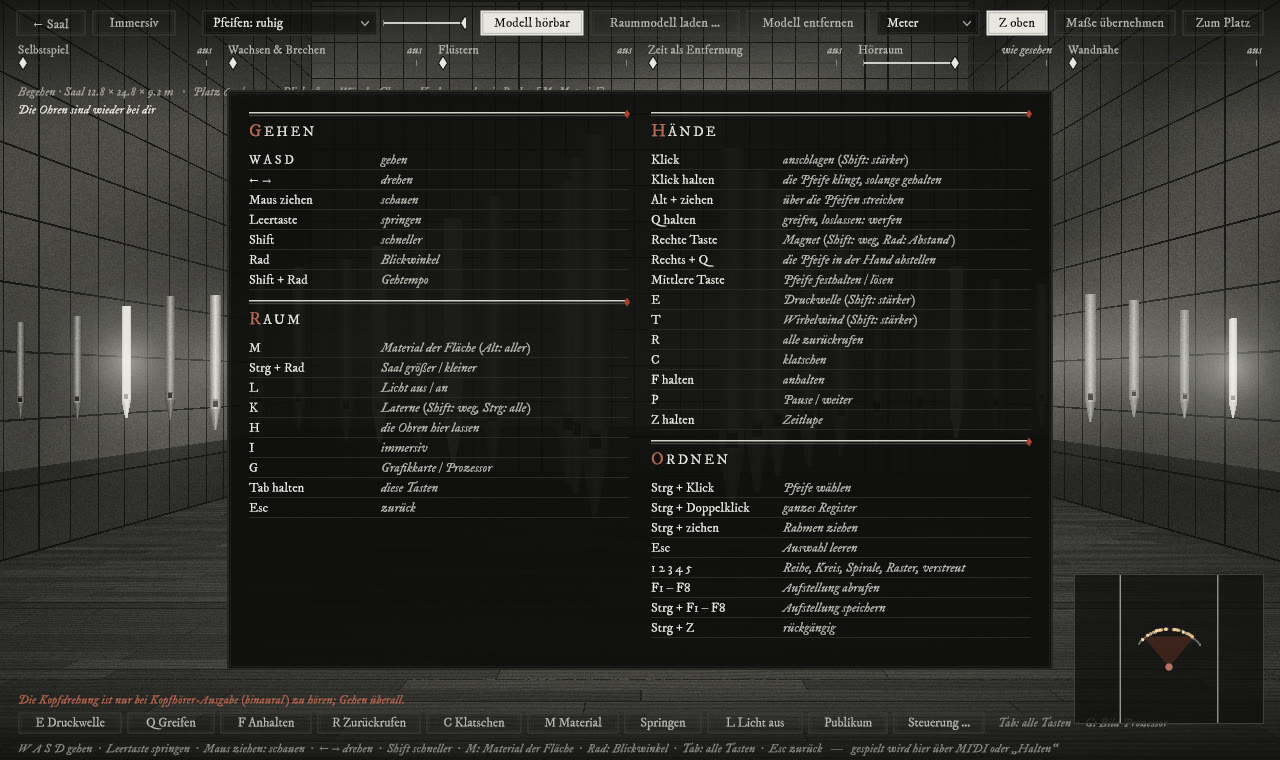 ← Saal Immersiv Pfeifen: ruhig Modell hörbar Raummodell laden ... Modell entfernen Meter Z oben Maße übernehmen Zum Platz
Selbstspiel aus Wachsen & Brechen aus Flüstern aus Zeit als Entfernung aus Hörraum wie gesehen Wandnähe aus
Begehen · Saal 12.8 × 24.8 × 9.2 m · Platz
Die Ohren sind wieder bei dir
GEHEN
W A S D gehen
← → drehen
Maus ziehen schauen
Leertaste springen
Shift schneller
Rad Blickwinkel
Shift + Rad Gehtempo
RAUM
M Material der Fläche (Alt: aller)
Strg + Rad Saal größer / kleiner
L Licht aus / an
K Laterne (Shift: weg, Strg: alle)
H die Ohren hier lassen
I immersiv
G Grafikkarte / Prozessor
Tab halten diese Tasten
Esc zurück
HÄNDE
Klick anschlagen (Shift: stärker)
Klick halten die Pfeife klingt, solange gehalten
Alt + ziehen über die Pfeifen streichen
Q halten greifen, loslassen: werfen
Rechte Taste Magnet (Shift: weg, Rad: Abstand)
Rechts + Q die Pfeife in der Hand abstellen
Mittlere Taste Pfeife festhalten / lösen
E Druckwelle (Shift: stärker)
T Wirbelwind (Shift: stärker)
R alle zurückrufen
C klatschen
F halten anhalten
P Pause / weiter
Z halten Zeitlupe
ORDNEN
Strg + Klick Pfeife wählen
Strg + Doppelklick ganzes Register
Strg + ziehen Rahmen ziehen
Esc Auswahl leeren
1 2 3 4 5 Reihe, Kreis, Spirale, Raster, verstreut
F1 – F8 Aufstellung abrufen
Strg + F1 – F8 Aufstellung speichern
Strg + Z rückgängig
Die Kopfdrehung ist nur bei Kopfhörer-Ausgabe (binaural) zu hören; Gehen überall.
E Druckwelle Q Greifen F Anhalten R Zurückrufen C Klatschen M Material Springen L Licht aus Publikum Steuerung ... Tab: alle Tasten · G: Bild Prozessor
W A S D gehen · Leertaste springen · Maus ziehen: schauen · ← → drehen · Shift schneller · M: Material der Fläche · Rad: Blickwinkel · Tab: alle Tasten · Esc zurück — gespielt wird hier über MIDI oder „Halten“